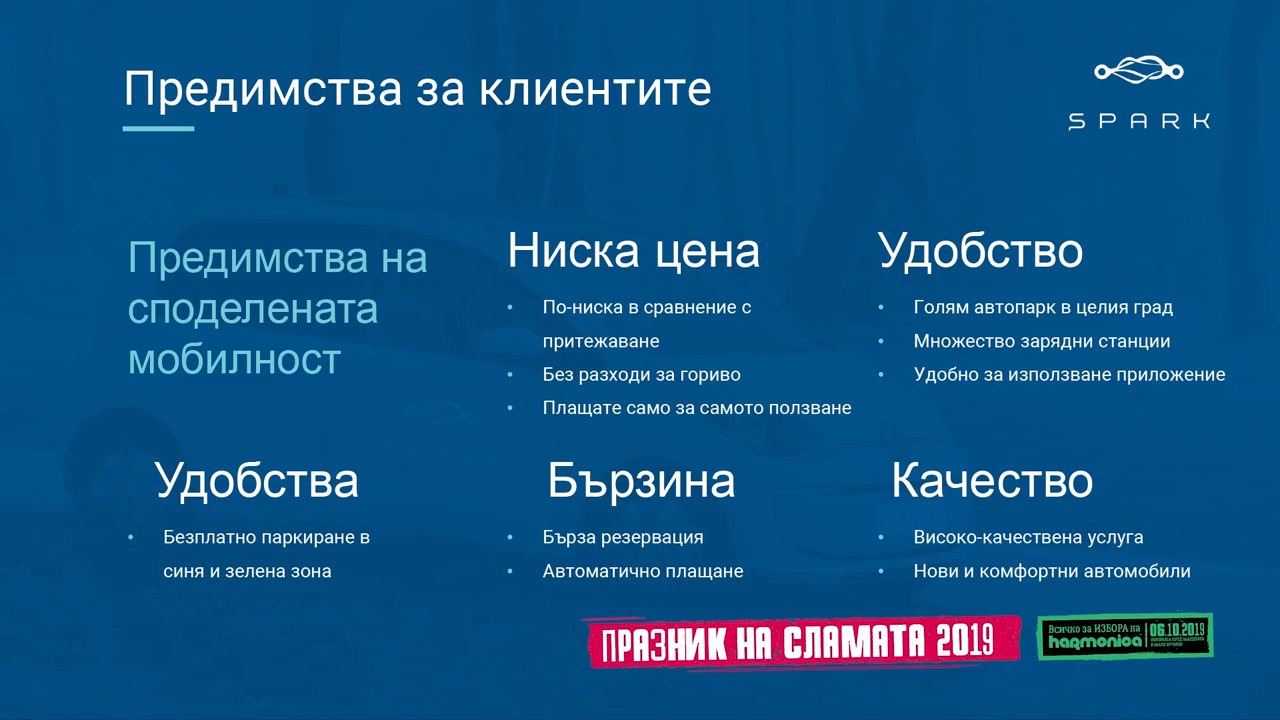 Предимства за клиентите
SPARK
Предимства на
споделената
мобилност
Ниска цена
• По-ниска в сравнение с
притежаване
• Без разходи за гориво
• Плащате само за самото ползване
Удобство
• Голям автопарк в целия град
• Множество зарядни станции
• Удобно за използване приложение
Удобства
• Безплатно паркиране в
синя и зелена зона
Бързина
• Бърза резервация
• Автоматично плащане
Качество
• Високо-качествена услуга
• Нови и комфортни автомобили
ПРАЗНИК НА СЛАМАТА 2019
Всичко за ИЗБОРА на
harmonica
06.10.2019